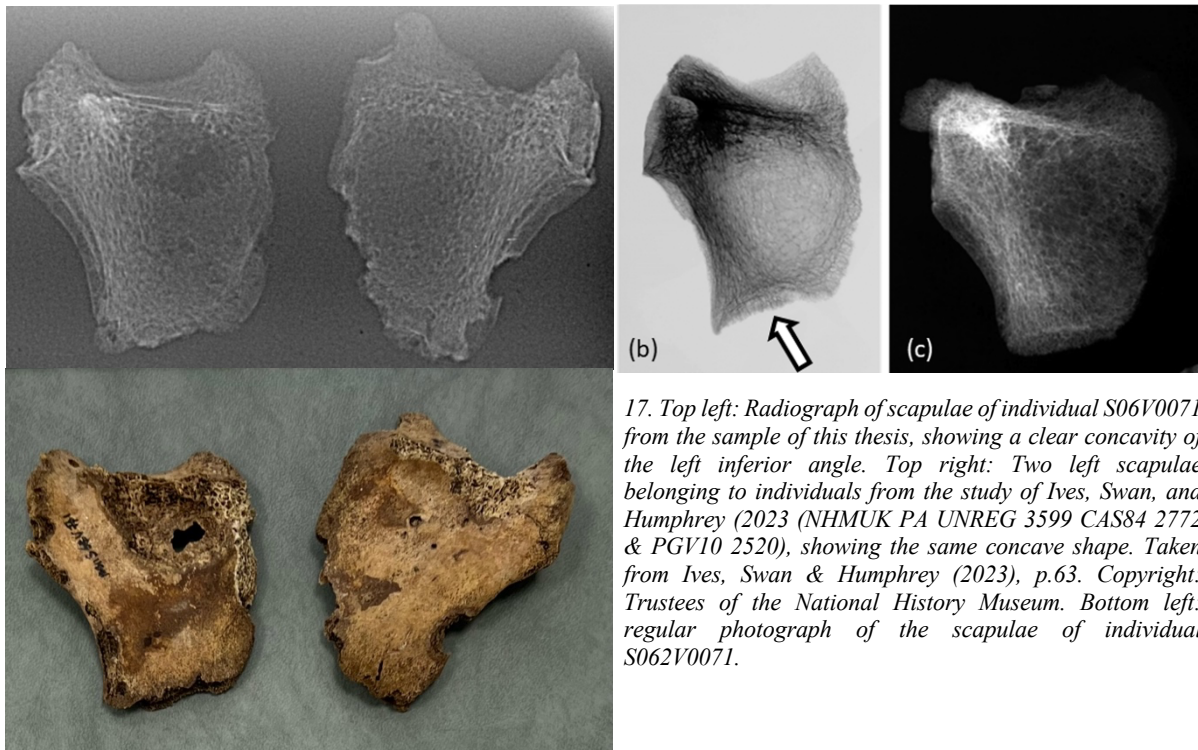 (b)
(c)
17. Top left: Radiograph of scapulae of individual S06V0071
from the sample of this thesis, showing a clear concavity of
the left inferior angle. Top right: Two left scapulae
belonging to individuals from the study of Ives, Swan, and
Humphrey (2023 (NHMUK PA UNREG 3599 CAS84 2772
& PGV10 2520), showing the same concave shape. Taken
from Ives, Swan & Humphrey (2023), p.63. Copyright:
Trustees of the National History Museum. Bottom left:
regular photograph of the scapulae of individual
S062V0071.